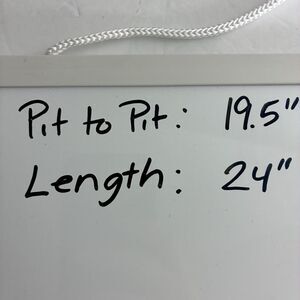 Pit to Pit: 19.5"
Length: 24"